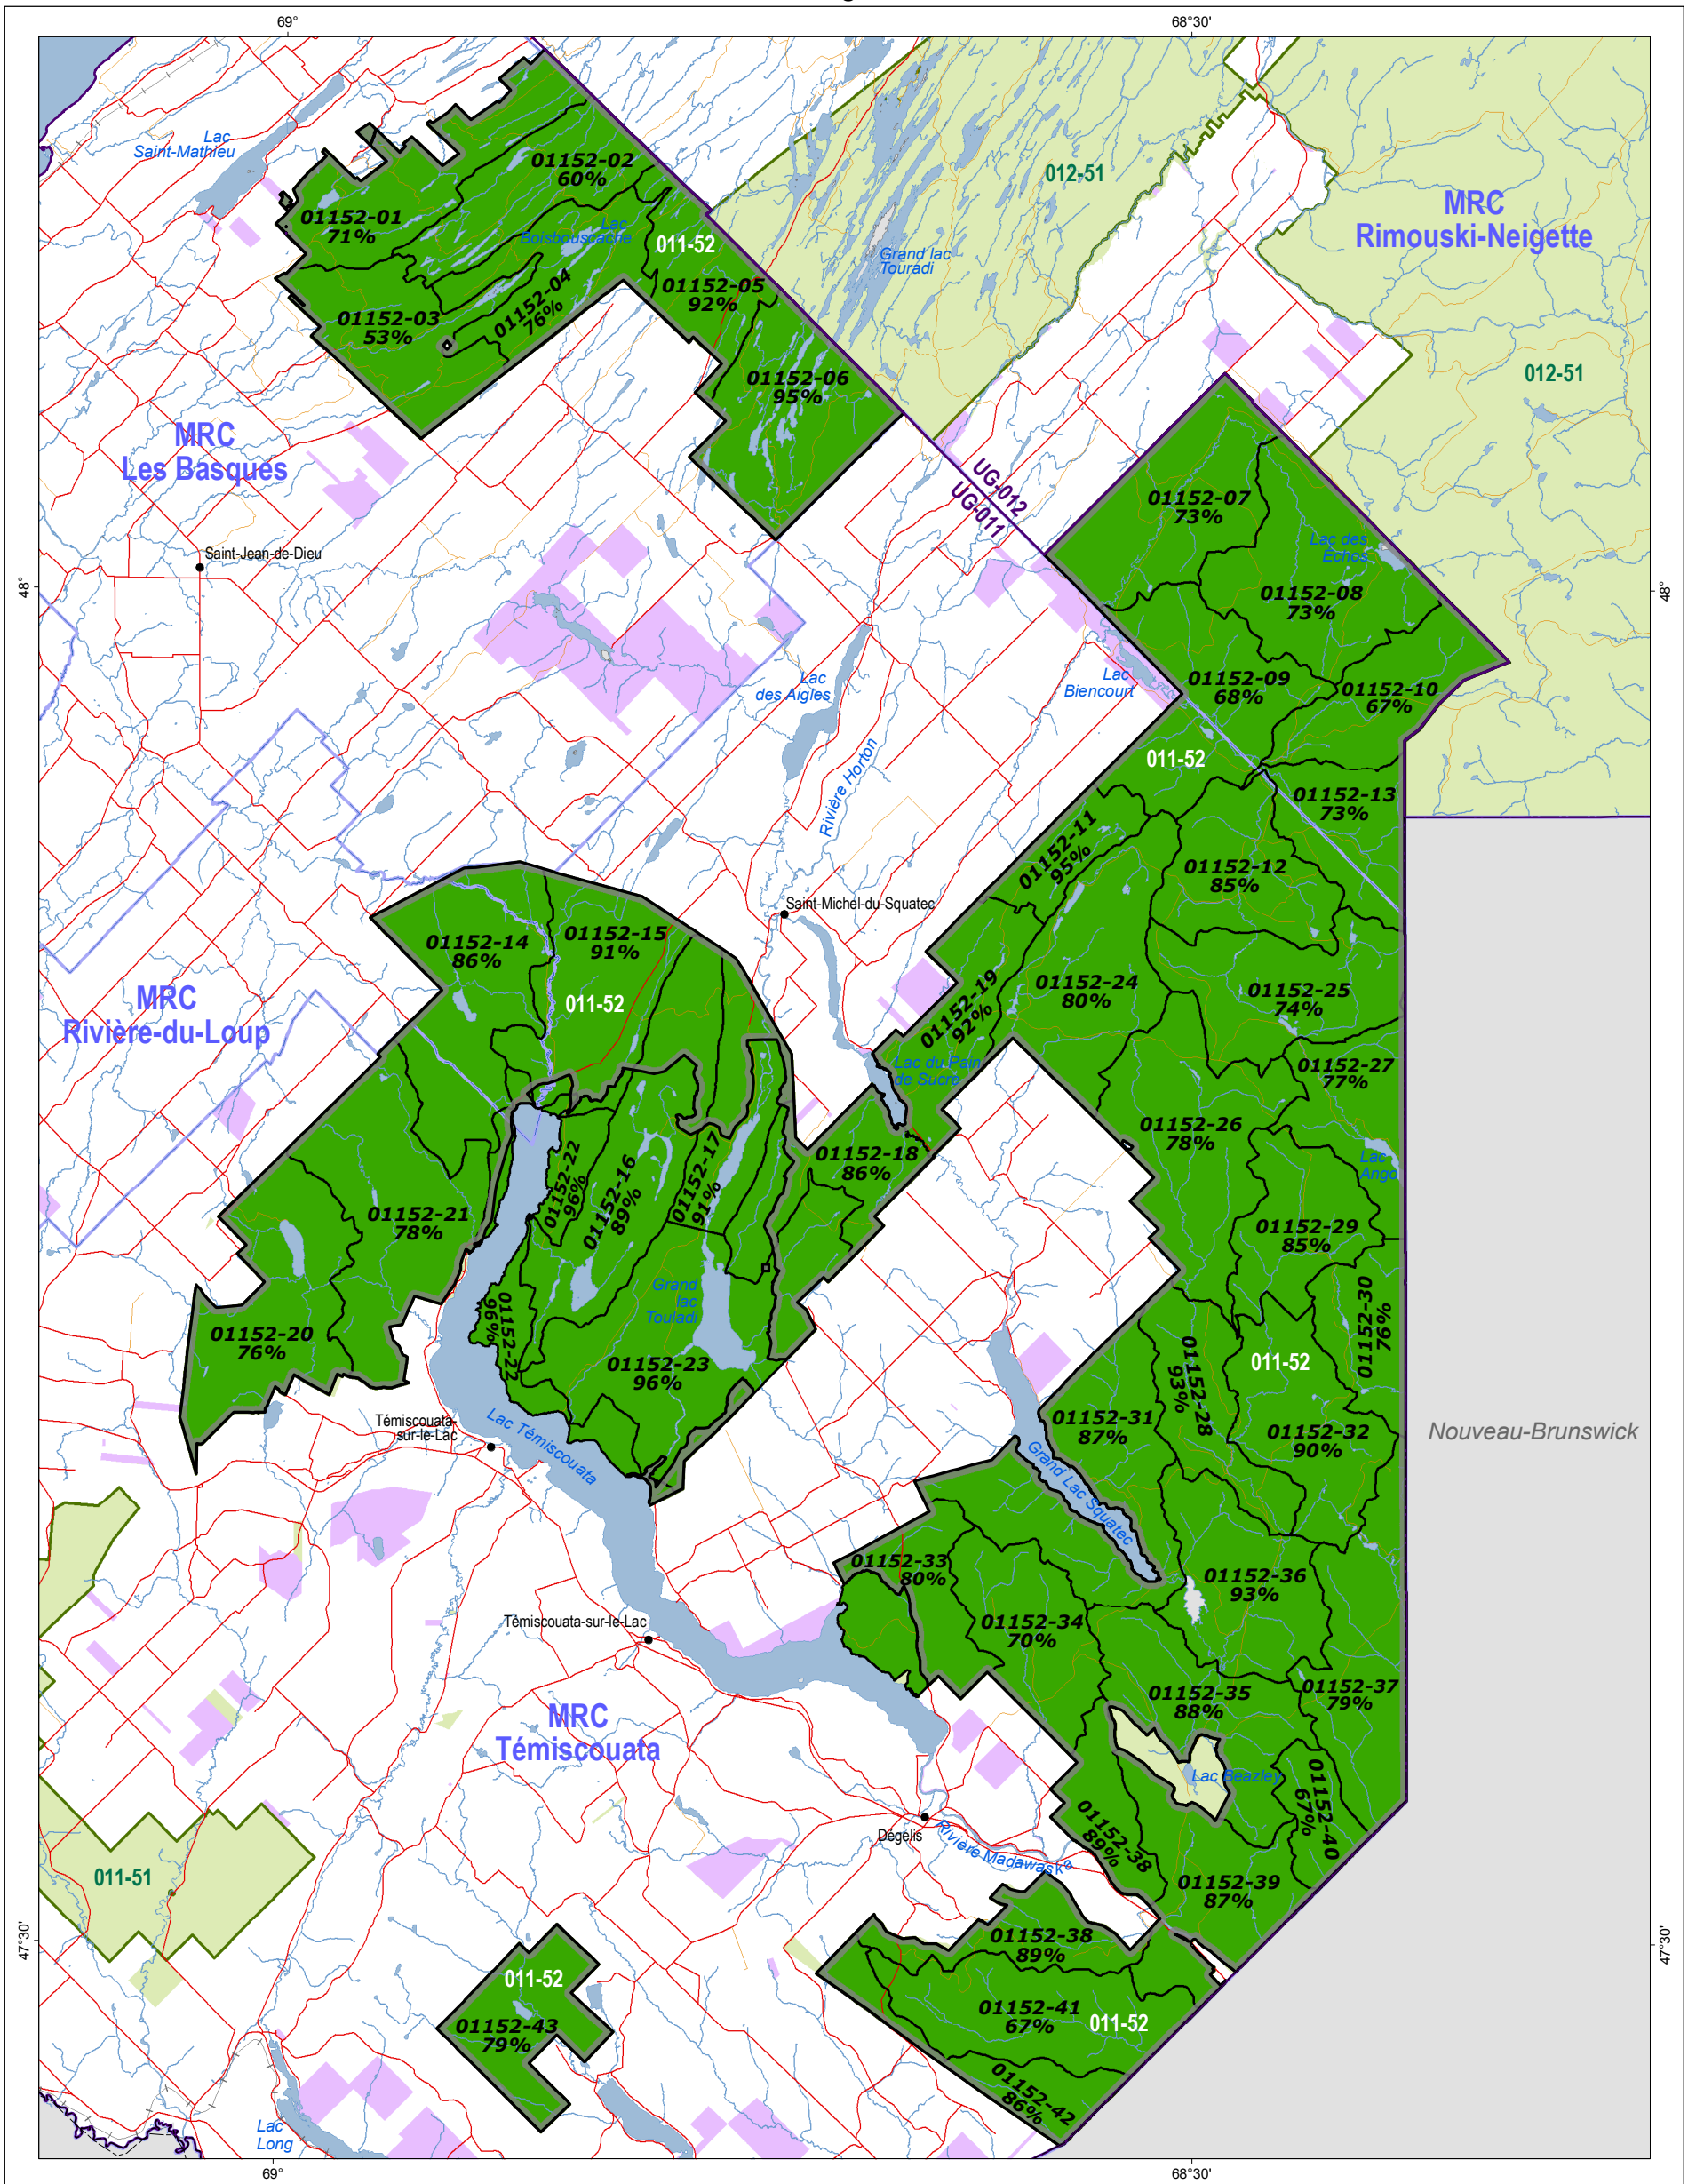 69°
68°30'
Lac
Saint-Mathieu
01152-02
60%
012-51
01152-01
71%
MRC
Rimouski-Neigette
Lac
Boisbouscache
011-52
Grand lac
Touradi
01152-05
92%
01152-04
76%
01152-03
53%
01152-06
95%
012-51
MRC
Les Basques
UG-012
UG-011
01152-07
73%
Saint-Jean-de-Dieu
Lac des
Échos
48°
48°
01152-08
73%
Lac
des Aigles
Lac
Biencourt
01152-09
68%
01152-10
67%
Rivière Horton
011-52
01152-13
73%
01152-11
95%
01152-12
85%
Saint-Michel-du-Squatec
01152-14
86%
01152-15
91%
011-52
01152-19
92%
01152-24
80%
01152-25
74%
MRC
Rivière-du-Loup
Lac du Pain
de Sucre
01152-27
77%
01152-26
78%
01152-18
86%
Lac
Ango
01152-22
96%
01152-16
89%
01152-17
91%
01152-21
78%
01152-29
85%
Grand
lac
Touladi
01152-20
76%
01152-22
96%
01152-23
96%
01152-28
93%
011-52
01152-30
76%
Témiscouata-
sur-le-Lac
Lac Témiscouata
01152-31
87%
01152-32
90%
Nouveau-Brunswick
Grand Lac Squatec
01152-33
80%
01152-36
93%
Témiscouata-sur-le-Lac
01152-34
70%
01152-35
88%
01152-37
79%
MRC
Témiscouata
Lac Beazley
01152-40
67%
Dégelis
Rivière Madawaska
01152-38
89%
011-51
01152-39
87%
01152-38
89%
47°30'
47°30'
011-52
01152-41
67%
011-52
01152-43
79%
01152-42
86%
Lac
Long
69°
68°30'